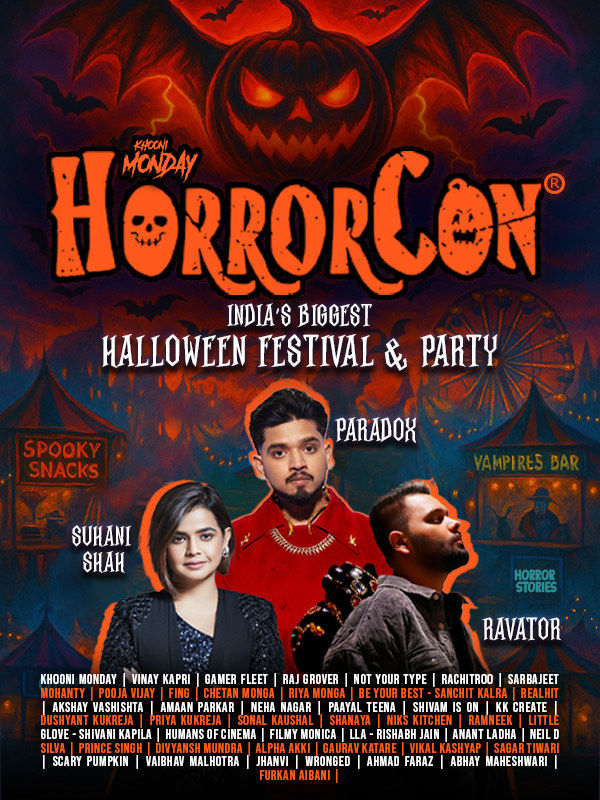 KHOONI
MONDAY
HORRORCON®
INDIA'S BIGGEST
HALLOWEEN FESTIVAL & PARTY
PARADOX
SPOOKY
SNACKS
VAMPIRES BAR
SUHANI
SHAH
HORROR
STORIES
RAVATOR
KHOONI MONDAY | VINAY KAPRI | GAMER FLEET | RAJ GROVER | NOT YOUR TYPE | RACHITROO | SARBAJEET
MOHANTY | POOJA VIJAY | FING | CHETAN MONGA | RIYA MONGA | BE YOUR BEST - SANCHIT KALRA | REALHIT
| AKSHAY VASHISHTA | AMAAN PARKAR | NEHA NAGAR | PAAYAL TEENA | SHIVAM IS ON | KK CREATE |
DUSHYANT KUKREJA | PRIYA KUKREJA | SONAL KAUSHAL | SHANAYA | NIKS KITCHEN | RAMNEEK | LITTLE
GLOVE - SHIVANI KAPILA | HUMANS OF CINEMA | FILMY MONICA | LLA - RISHABH JAIN | ANANT LADHA | NEIL D
SILVA | PRINCE SINGH | DIVYANSH MUNDRA | ALPHA AKKI | GAURAV KATARE | VIKAL KASHYAP | SAGAR TIWARI
| SCARY PUMPKIN | VAIBHAV MALHOTRA | JHANVI | WRONGED | AHMAD FARAZ | ABHAY MAHESHWARI |
FURKAN AIBANI |